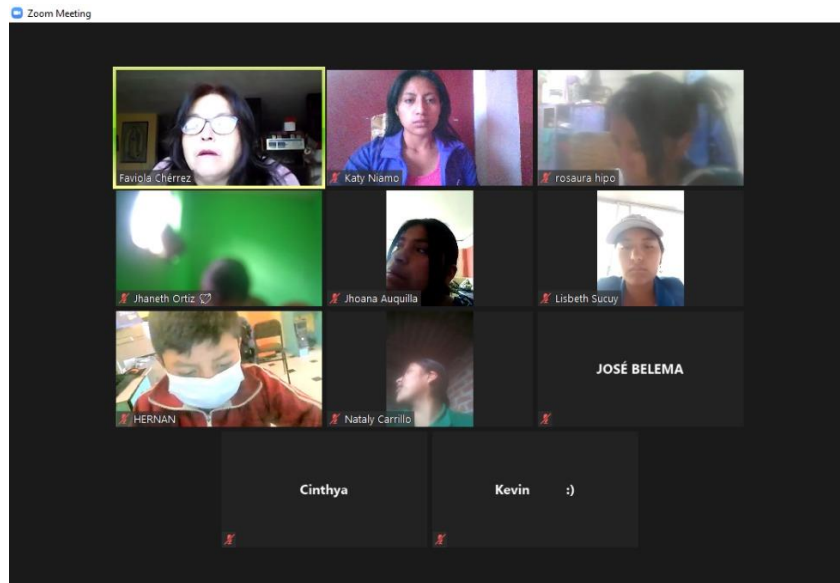 Zoom Meeting
Faviola Chérrez
Katy Niamo
rosaura hipo
Jhaneth Ortiz
Jhoana Auquilla
Lisbeth Sucuy
HERNAN
Nataly Carrillo
JOSÉ BELEMA
Cinthya
Kevin :)